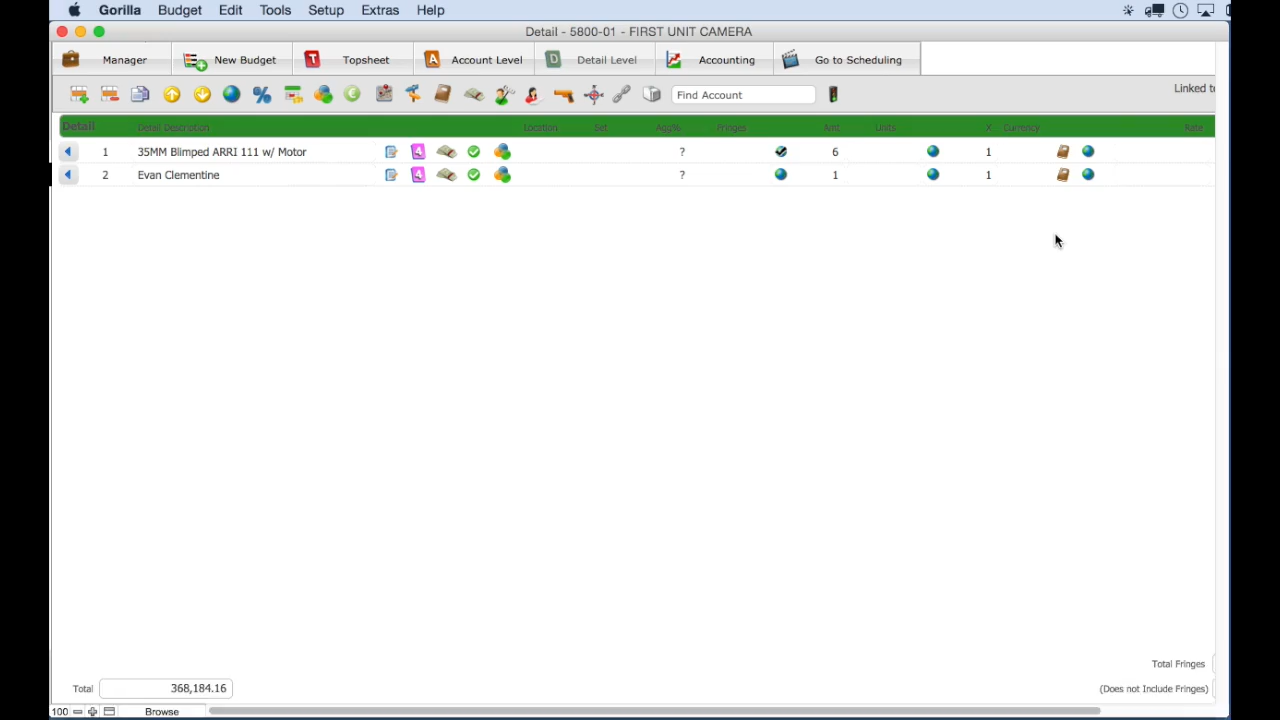 Gorilla Budget Edit Tools Setup Extras Help
Detail - 5800-01 - FIRST UNIT CAMERA
Manager New Budget T Topsheet A Account Level D Detail Level Accounting Go to Scheduling
Find Account Linked t
Detail Detail Description Location Set Aggle. Fringes Amt Units X Currency Rate
1 35MM Blimped ARRI 111 w/ Motor 4 ? 6 1
2 Evan Clementine 4 ? 1 1
Total Fringes
Total 368,184.16 (Does not Include Fringes)
100 Browse